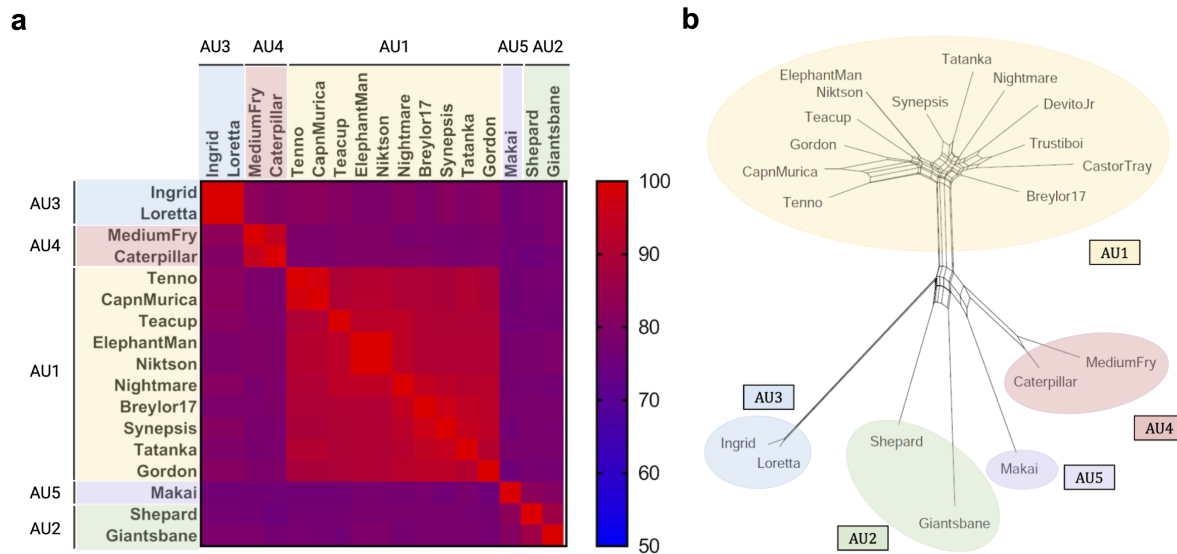 a
AU3 AU4 AU1 AU5 AU2
Ingrid
Loretta
MediumFry
Caterpillar
Tenno
CapnMurica
Teacup
ElephantMan
Niktson
Nightmare
Breylor17
Synepsis
Tatanka
Gordon
Makai
Shepard
Giantsbane
AU3
AU4
AU1
AU5
AU2
Ingrid
Loretta
MediumFry
Caterpillar
Tenno
CapnMurica
Teacup
ElephantMan
Niktson
Nightmare
Breylor17
Synepsis
Tatanka
Gordon
Makai
Shepard
Giantsbane
100
90
80
70
60
50
b
Tatanka
ElephantMan
Niktson
Nightmare
Synepsis
DevitoJr
Teacup
Gordon
Trustiboi
CapnMurica
CastorTray
Tenno
Breylor17
AU1
MediumFry
Caterpillar
AU3
AU4
Ingrid
Loretta
Shepard
Makai
AU5
Giantsbane
AU2